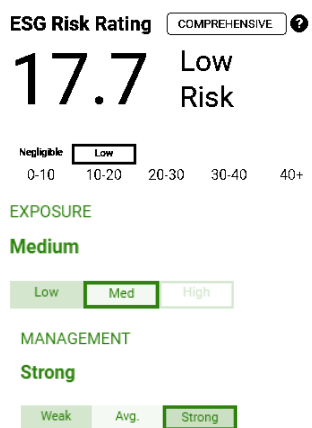 ESG Risk Rating COMPREHENSIVE ?
17.7 Low Risk
Negligible Low
0-10 10-20 20-30 30-40 40+
EXPOSURE
Medium
Low Med High
MANAGEMENT
Strong
Weak Avg. Strong